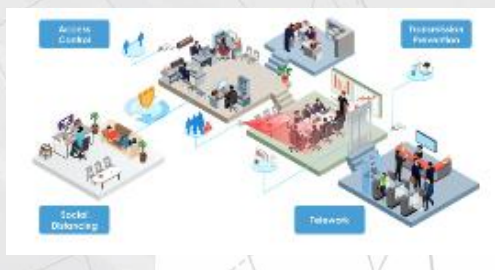 Access
Control
Transmission
Prevention
Social
Distancing
Telework